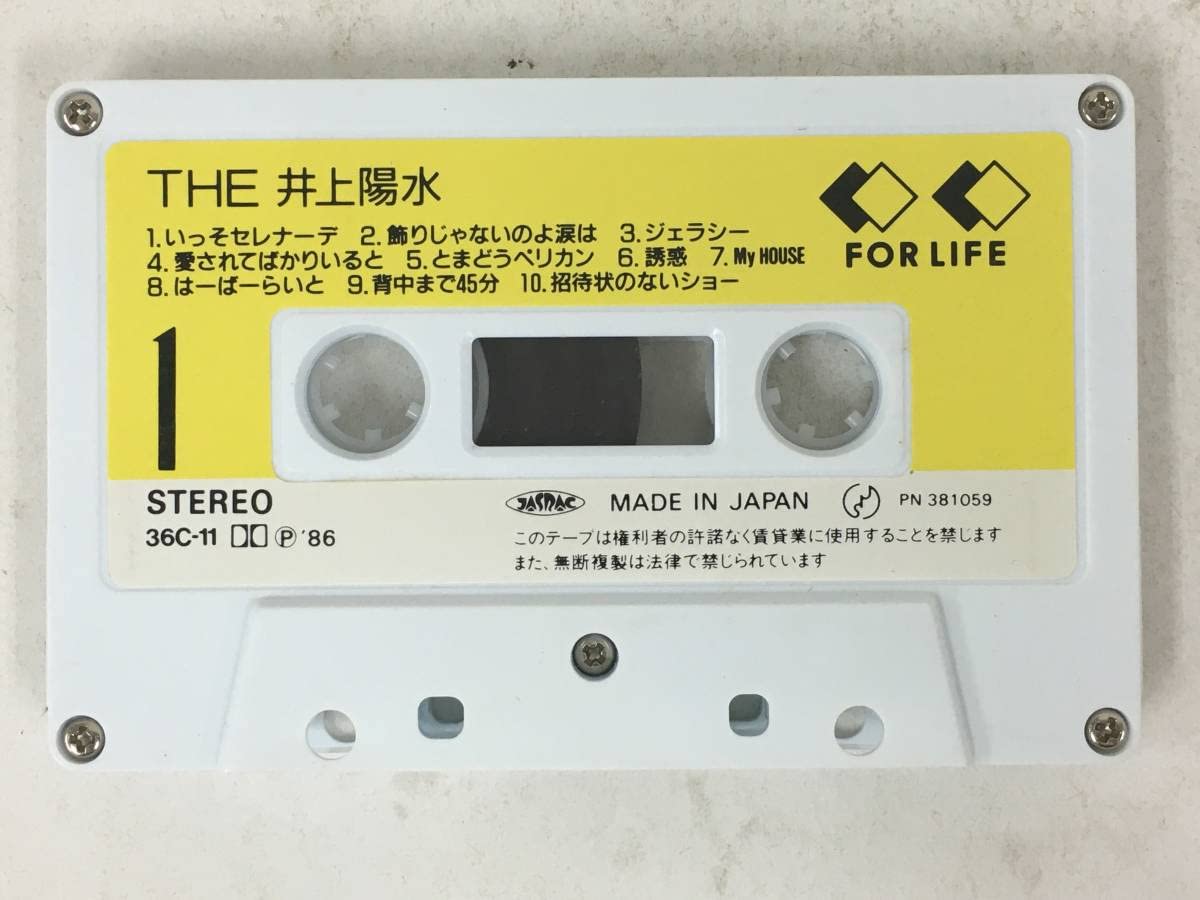 THE 井上陽水
1.いっそセレナーデ 2.飾りじゃないのよ涙は 3.ジェラシー
4.愛されてばかりいると 5.とまどうペリカン 6.誘惑 7.My HOUSE
8.はーばーらいと 9.背中まで45分 10.招待状のないショー
FOR LIFE
1
STEREO
36C-11 Ⓟ'86
JASRAC MADE IN JAPAN PN 381059
このテープは権利者の許諾なく賃貸業に使用することを禁じます
また、無断複製は法律で禁じられています